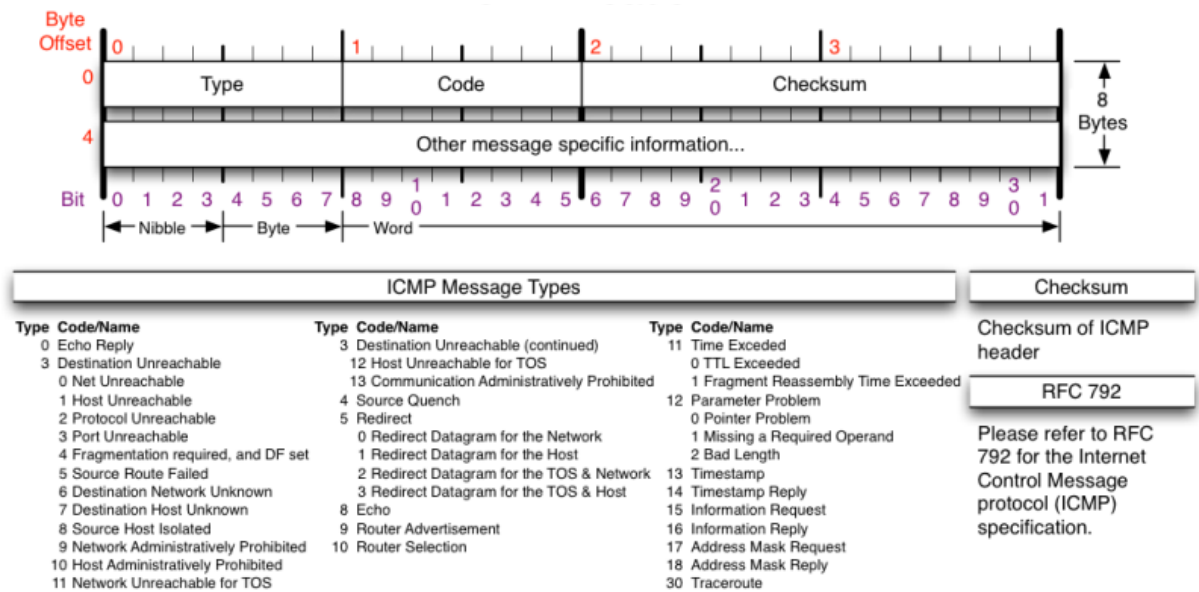 Byte
Offset
0 1 2 3
0 Type Code Checksum
8
Bytes
4 Other message specific information...
Bit 0 1 2 3 4 5 6 7 8 9 10 1 2 3 4 5 6 7 8 9 20 1 2 3 4 5 6 7 8 9 30 1
Nibble Byte Word
ICMP Message Types
Type Code/Name
0 Echo Reply
3 Destination Unreachable
0 Net Unreachable
1 Host Unreachable
2 Protocol Unreachable
3 Port Unreachable
4 Fragmentation required, and DF set
5 Source Route Failed
6 Destination Network Unknown
7 Destination Host Unknown
8 Source Host Isolated
9 Network Administratively Prohibited
10 Host Administratively Prohibited
11 Network Unreachable for TOS
Type Code/Name
3 Destination Unreachable (continued)
12 Host Unreachable for TOS
13 Communication Administratively Prohibited
4 Source Quench
5 Redirect
0 Redirect Datagram for the Network
1 Redirect Datagram for the Host
2 Redirect Datagram for the TOS & Network
3 Redirect Datagram for the TOS & Host
8 Echo
9 Router Advertisement
10 Router Selection
Type Code/Name
11 Time Exceded
0 TTL Exceeded
1 Fragment Reassembly Time Exceeded
12 Parameter Problem
0 Pointer Problem
1 Missing a Required Operand
2 Bad Length
13 Timestamp
14 Timestamp Reply
15 Information Request
16 Information Reply
17 Address Mask Request
18 Address Mask Reply
30 Traceroute
Checksum
Checksum of ICMP
header
RFC 792
Please refer to RFC
792 for the Internet
Control Message
protocol (ICMP)
specification.